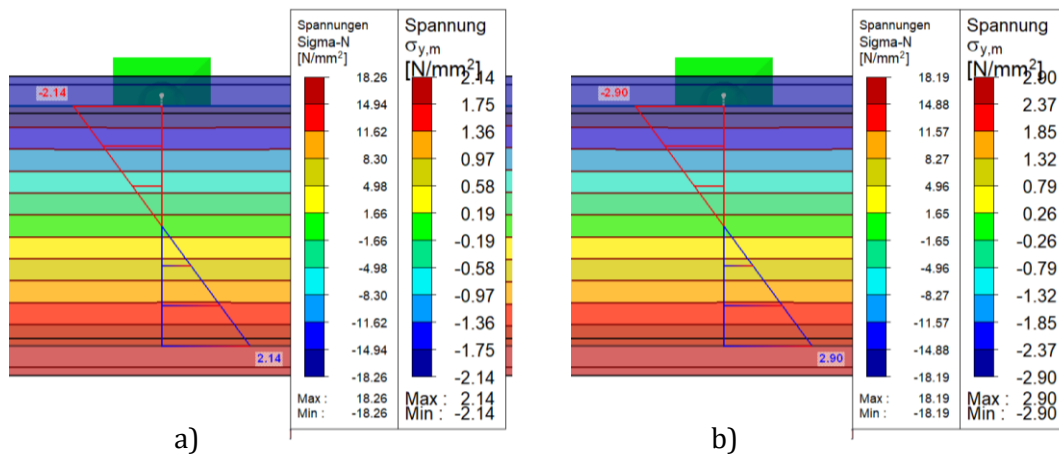 -2.14
2.14
Spannungen
Sigma-N
[N/mm²]
18.26
14.94
11.62
8.30
4.98
1.66
-1.66
-4.98
-8.30
-11.62
-14.94
-18.26
Max : 18.26
Min : -18.26
Spannung
σy,m
[N/mm²]
2.14
1.75
1.36
0.97
0.58
0.19
-0.19
-0.58
-0.97
-1.36
-1.75
-2.14
Max : 2.14
Min : -2.14
a)
-2.90
2.90
Spannungen
Sigma-N
[N/mm²]
18.19
14.88
11.57
8.27
4.96
1.65
-1.65
-4.96
-8.27
-11.57
-14.88
-18.19
Max : 18.19
Min : -18.19
Spannung
σy,m
[N/mm²]
2.90
2.37
1.85
1.32
0.79
0.26
-0.26
-0.79
-1.32
-1.85
-2.37
-2.90
Max : 2.90
Min : -2.90
b)